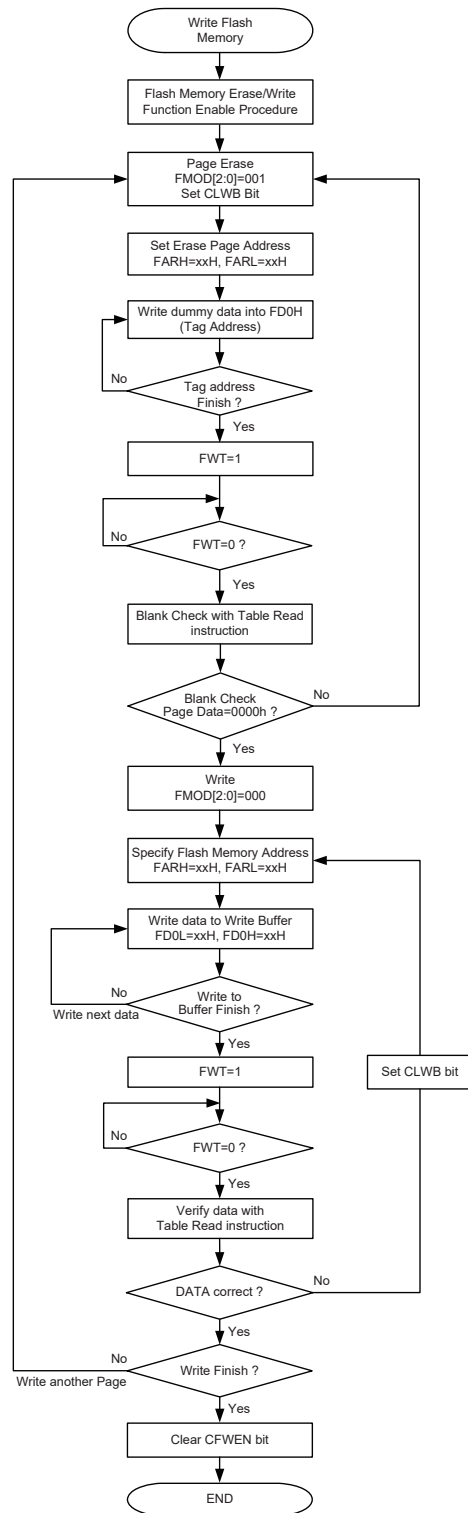 Write Flash
Memory
Flash Memory Erase/Write
Function Enable Procedure
Page Erase
FMOD[2:0]=001
Set CLWB Bit
Set Erase Page Address
FARH=xxH, FARL=xxH
Write dummy data into FD0H
(Tag Address)
No
Tag address
Finish ?
Yes
FWT=1
No
FWT=0 ?
Yes
Blank Check with Table Read
instruction
Blank Check
Page Data=0000h ?
No
Yes
Write
FMOD[2:0]=000
Specify Flash Memory Address
FARH=xxH, FARL=xxH
Write data to Write Buffer
FD0L=xxH, FD0H=xxH
No
Write next data
Write to
Buffer Finish ?
Yes
FWT=1
Set CLWB bit
No
FWT=0 ?
Yes
Verify data with
Table Read instruction
DATA correct ?
No
Yes
No
Write another Page
Write Finish ?
Yes
Clear CFWEN bit
END